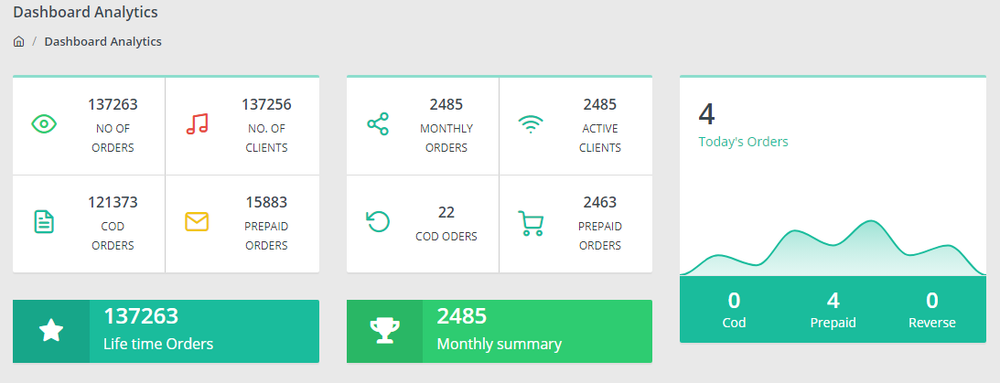 Dashboard Analytics
/ Dashboard Analytics
137263
NO OF
ORDERS
137256
NO. OF
CLIENTS
121373
COD
ORDERS
15883
PREPAID
ORDERS
137263
Life time Orders
2485
MONTHLY
ORDERS
2485
ACTIVE
CLIENTS
22
COD ODERS
2463
PREPAID
ORDERS
2485
Monthly summary
4
Today's Orders
0
Cod
4
Prepaid
0
Reverse